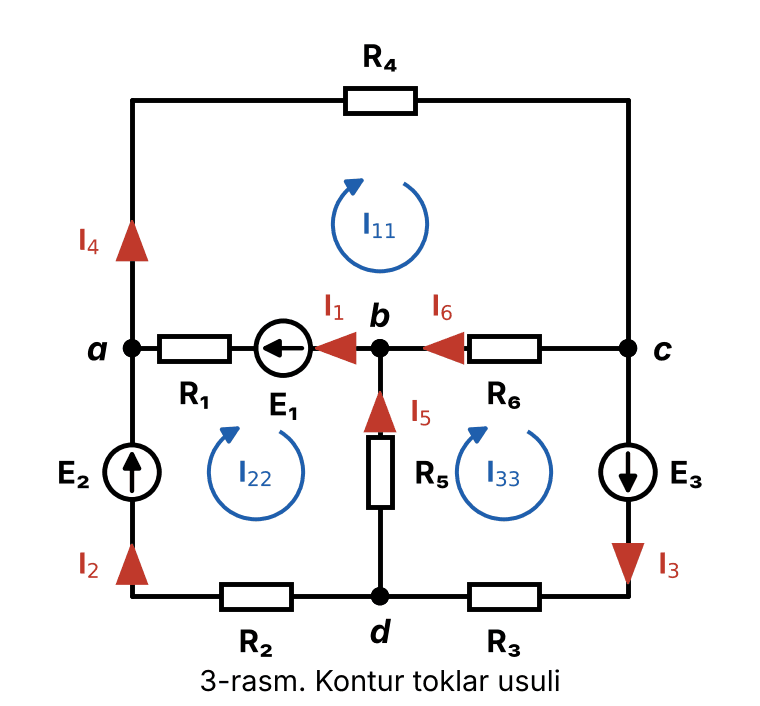 R₄
I₁₁
I₄
I₁
b
I₆
a
c
R₁
E₁
R₆
I₅
E₂
I₂₂
R₅
I₃₃
E₃
I₂
I₃
R₂
d
R₃
3-rasm. Kontur toklar usuli